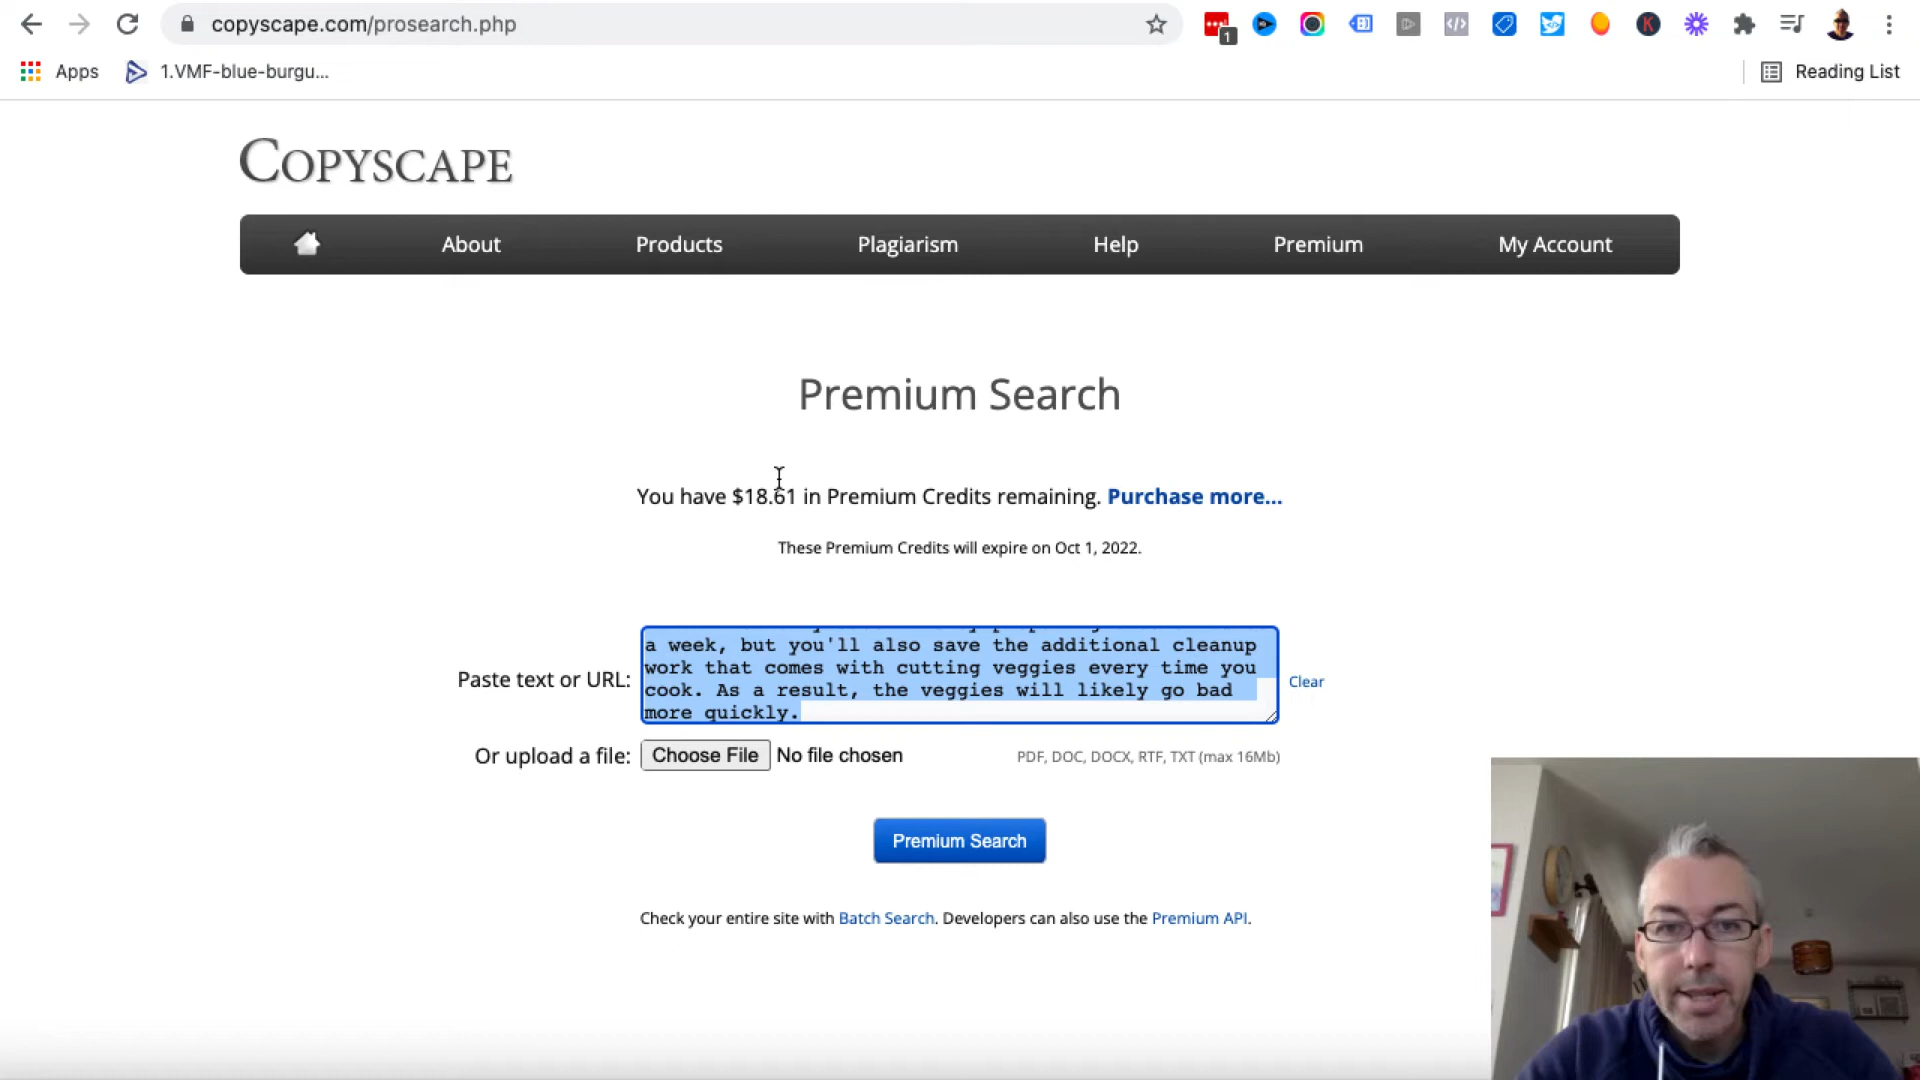 copyscape.com/prosearch.php
1
Apps
1.VMF-blue-burgu...
Reading List
COPYSCAPE
About
Products
Plagiarism
Help
Premium
My Account
Premium Search
You have $18.61 in Premium Credits remaining. Purchase more...
These Premium Credits will expire on Oct 1, 2022.
Paste text or URL:
a week, but you'll also save the additional cleanup
work that comes with cutting veggies every time you
cook. As a result, the veggies will likely go bad
more quickly.
Clear
Or upload a file:
Choose File
No file chosen
PDF, DOC, DOCX, RTF, TXT (max 16Mb)
Premium Search
Check your entire site with Batch Search. Developers can also use the Premium API.